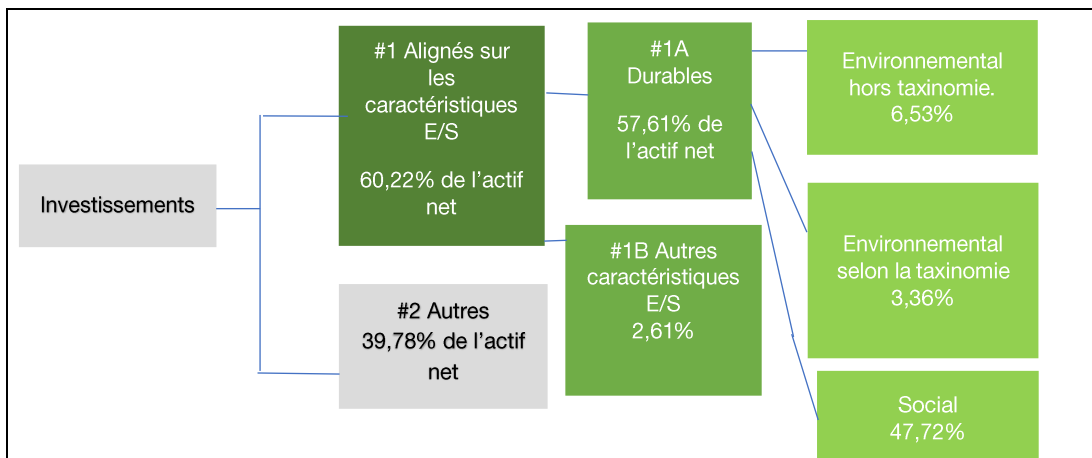 Investissements
#1 Alignés sur
les
caractéristiques
E/S
60,22% de l'actif
net
#2 Autres
39,78% de l'actif
net
#1A
Durables
57,61% de
l'actif net
#1B Autres
caractéristiques
E/S
2,61%
Environnemental
hors taxinomie.
6,53%
Environnemental
selon la taxinomie
3,36%
Social
47,72%